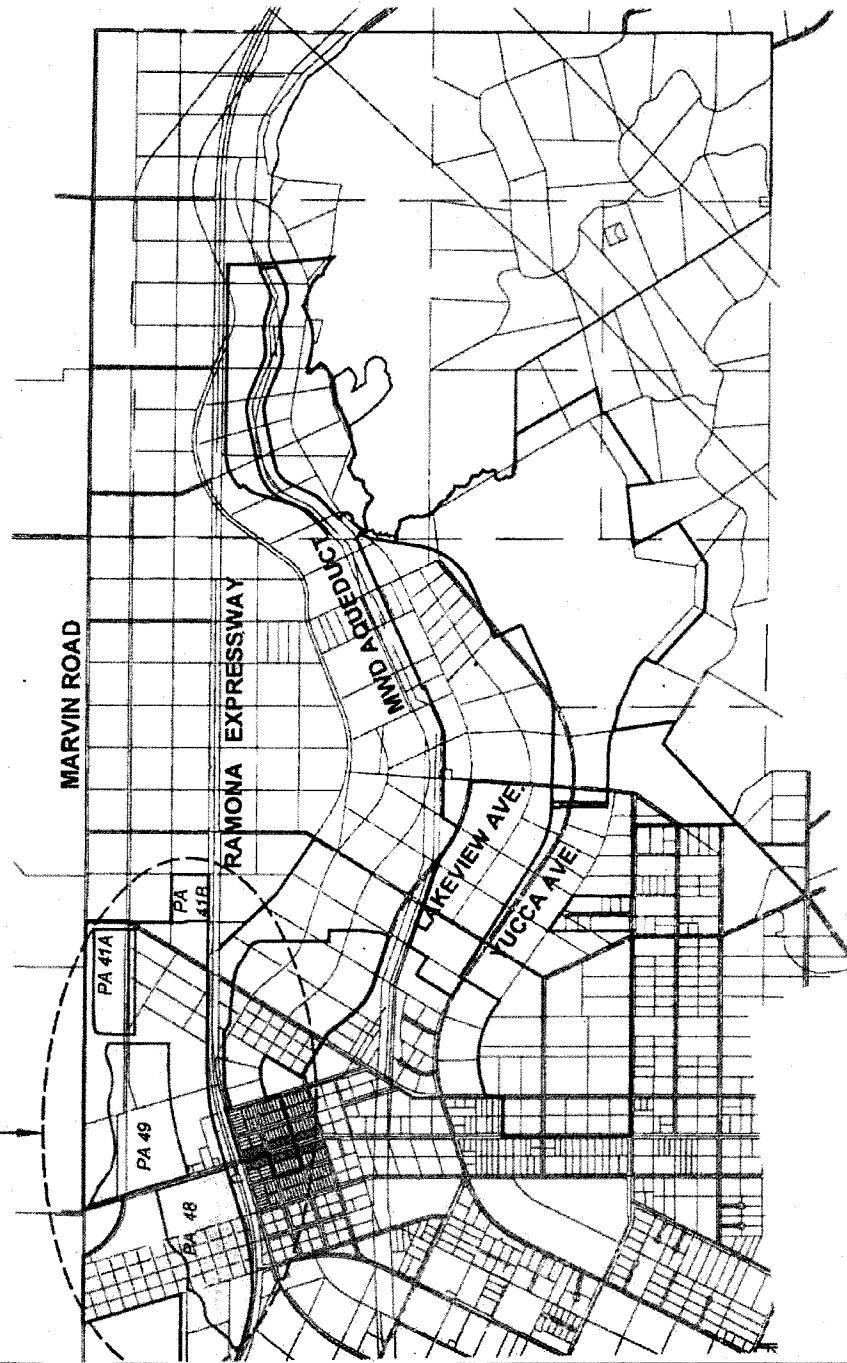 MARVIN ROAD
RAMONA EXPRESSWAY
MWD AQUEDUCT
LAKEVIEW AVE.
YUCCA AVE.
PA 41B
PA 41A
PA 49
PA 48